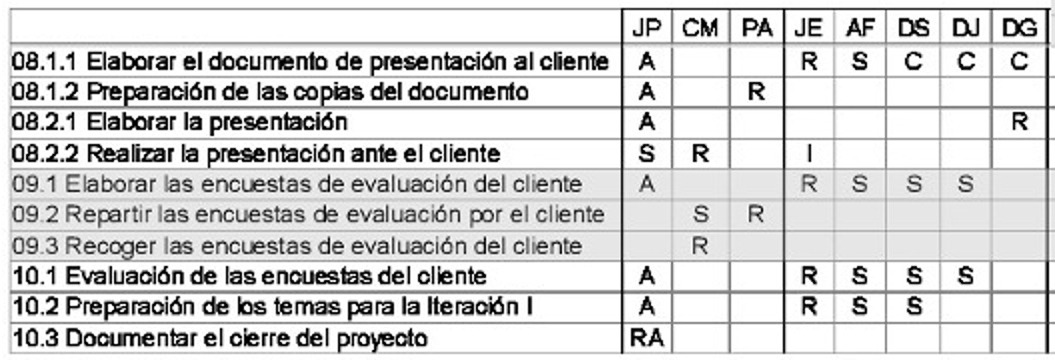 JP CM PA JE AF DS DJ DG
08.1.1 Elaborar el documento de presentación al cliente A R S C C C
08.1.2 Preparación de las copias del documento A R
08.2.1 Elaborar la presentación A R
08.2.2 Realizar la presentación ante el cliente S R I
09.1 Elaborar las encuestas de evaluación del cliente A R S S S
09.2 Repartir las encuestas de evaluación por el cliente S R
09.3 Recoger las encuestas de evaluación del cliente R
10.1 Evaluación de las encuestas del cliente A R S S S
10.2 Preparación de los temas para la Iteración I A R S S
10.3 Documentar el cierre del proyecto RA